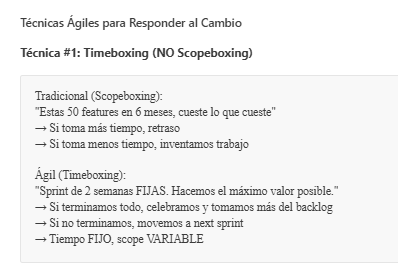 Técnicas Ágiles para Responder al Cambio
Técnica #1: Timeboxing (NO Scopeboxing)
Tradicional (Scopeboxing):
"Estas 50 features en 6 meses, cueste lo que cueste"
→ Si toma más tiempo, retraso
→ Si toma menos tiempo, inventamos trabajo
Ágil (Timeboxing):
"Sprint de 2 semanas FIJAS. Hacemos el máximo valor posible."
→ Si terminamos todo, celebramos y tomamos más del backlog
→ Si no terminamos, movemos a next sprint
→ Tiempo FIJO, scope VARIABLE